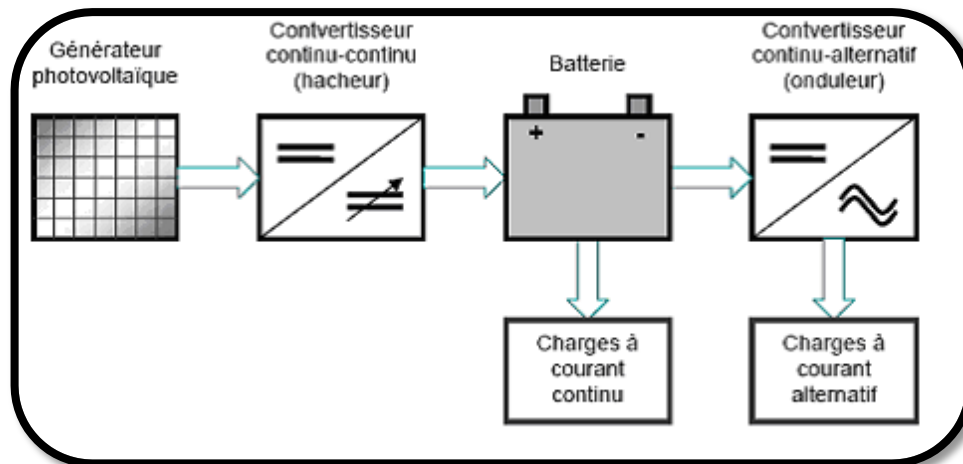 Générateur
photovoltaïque
Contvertisseur
continu-continu
(hacheur)
Batterie
Contvertisseur
continu-alternatif
(onduleur)
+
-
Charges à
courant
continu
Charges à
courant
alternatif